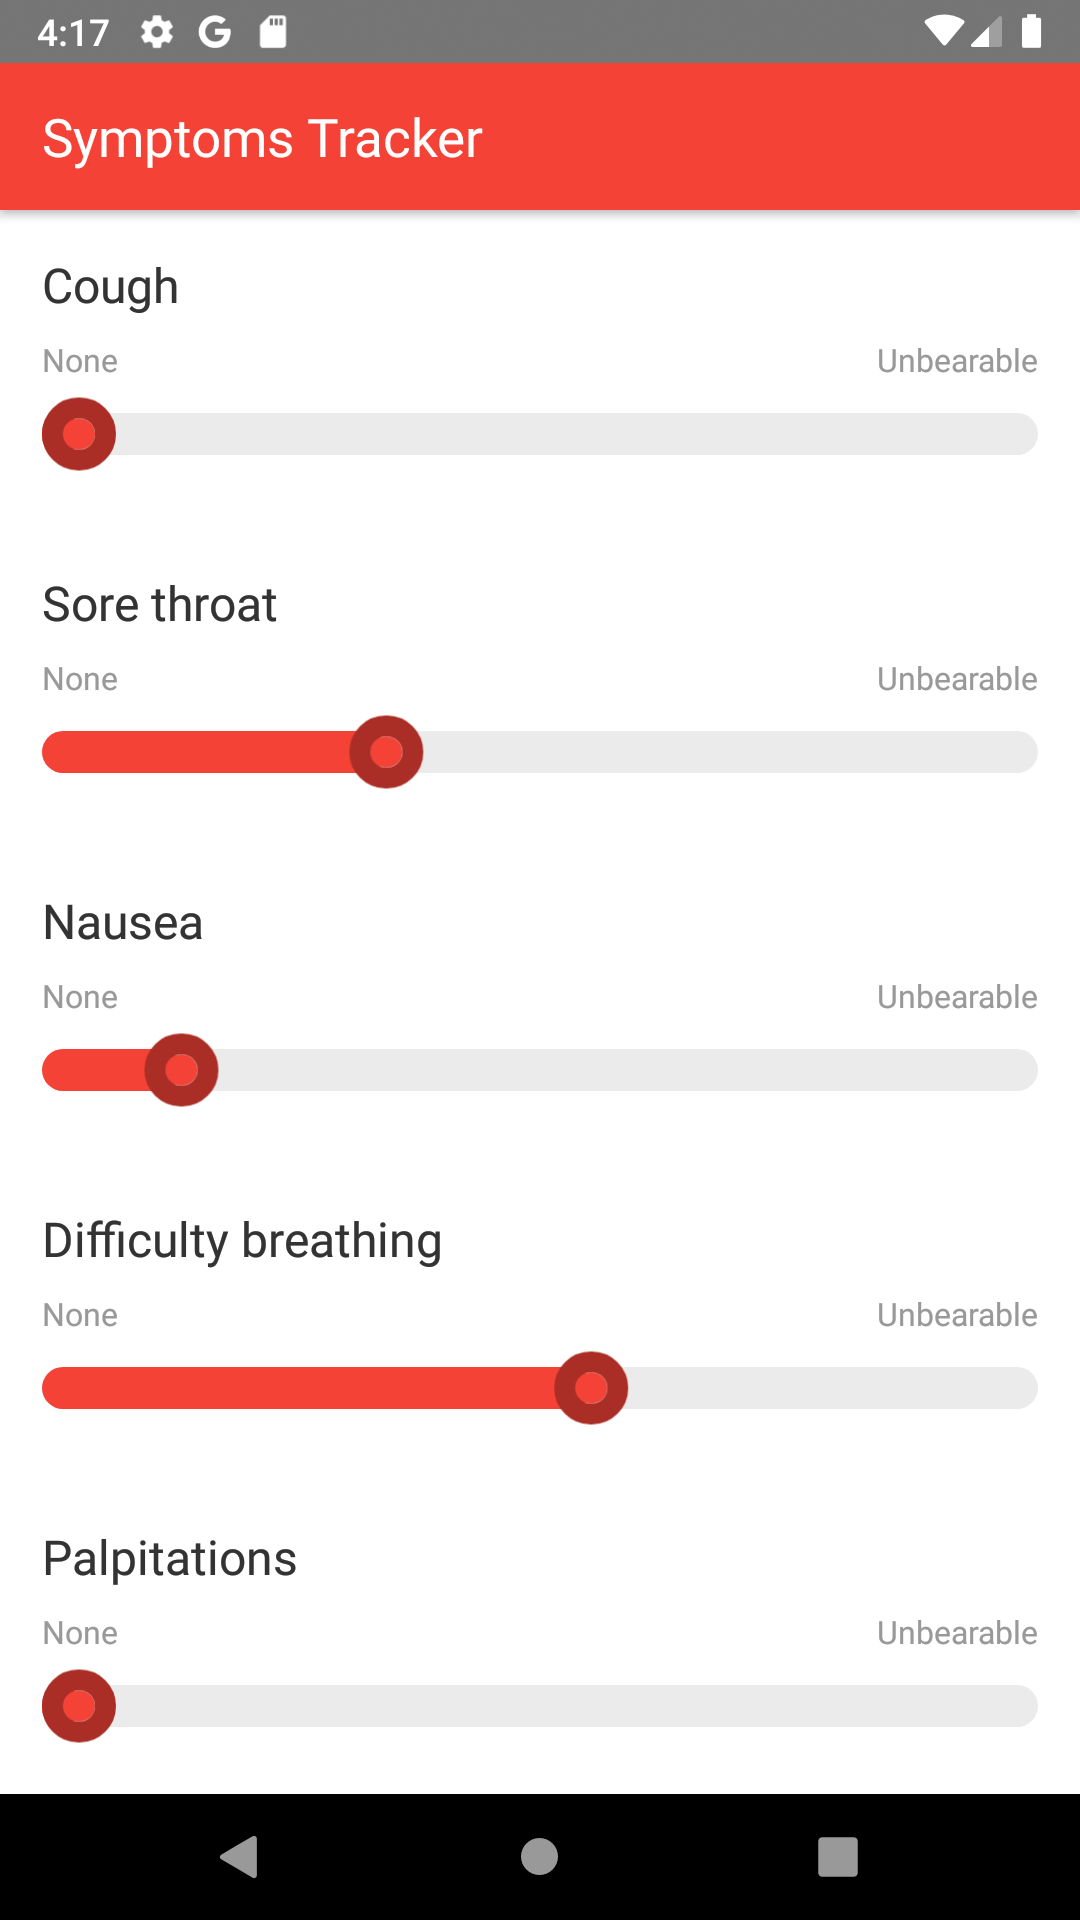 4:17
Symptoms Tracker
Cough
None Unbearable
Sore throat
None Unbearable
Nausea
None Unbearable
Difficulty breathing
None Unbearable
Palpitations
None Unbearable